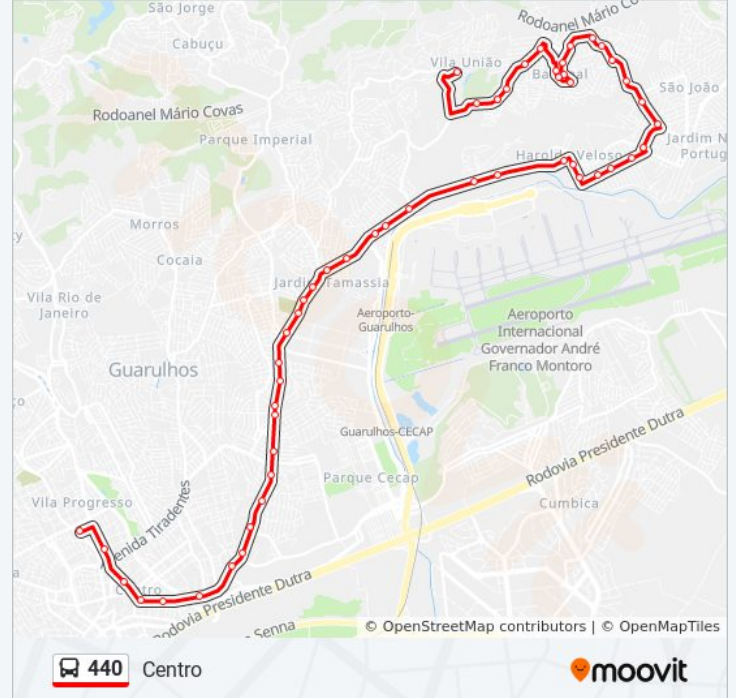 São Jorge
Rodoanel Mário Co
Cabuçu
Vila União
Ba al
São João
Rodoanel Mário Covas
Parque Imperial
Jardim N
Portug
Harold Veloso
Morros
Cocaia
Jardi Tamassia
Vila Rio de
Janeiro
Aeroporto-
Guarulhos
Aeroporto
Internacional
Governador André
Franco Montoro
Guarulhos
Guarulhos-CECAP
Rodovia Presidente Dutra
Parque Cecap
Vila Progresso
Avenida Tiradentes
Cumbica
Centro
Rodovia Presidente Dutra
Senna
© OpenStreetMap contributors | © OpenMapTiles
440 Centro
moovit